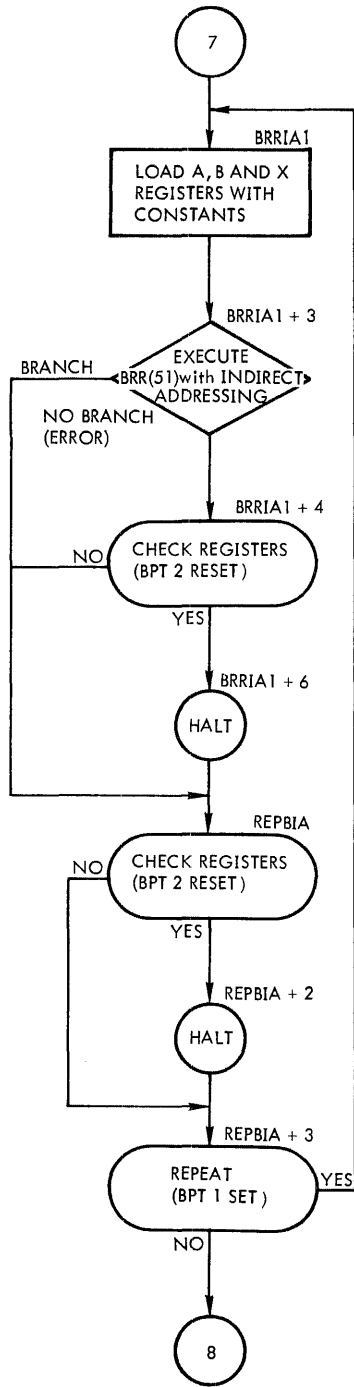 7
BRRIA1
LOAD A, B AND X
REGISTERS WITH
CONSTANTS
BRRIA1 + 3
EXECUTE
BRR(51)with INDIRECT
ADDRESSING
BRANCH
NO BRANCH
(ERROR)
BRRIA1 + 4
CHECK REGISTERS
(BPT 2 RESET)
NO
YES
BRRIA1 + 6
HALT
REPBIA
CHECK REGISTERS
(BPT 2 RESET)
NO
YES
REPBIA + 2
HALT
REPBIA + 3
REPEAT
(BPT 1 SET)
YES
NO
8